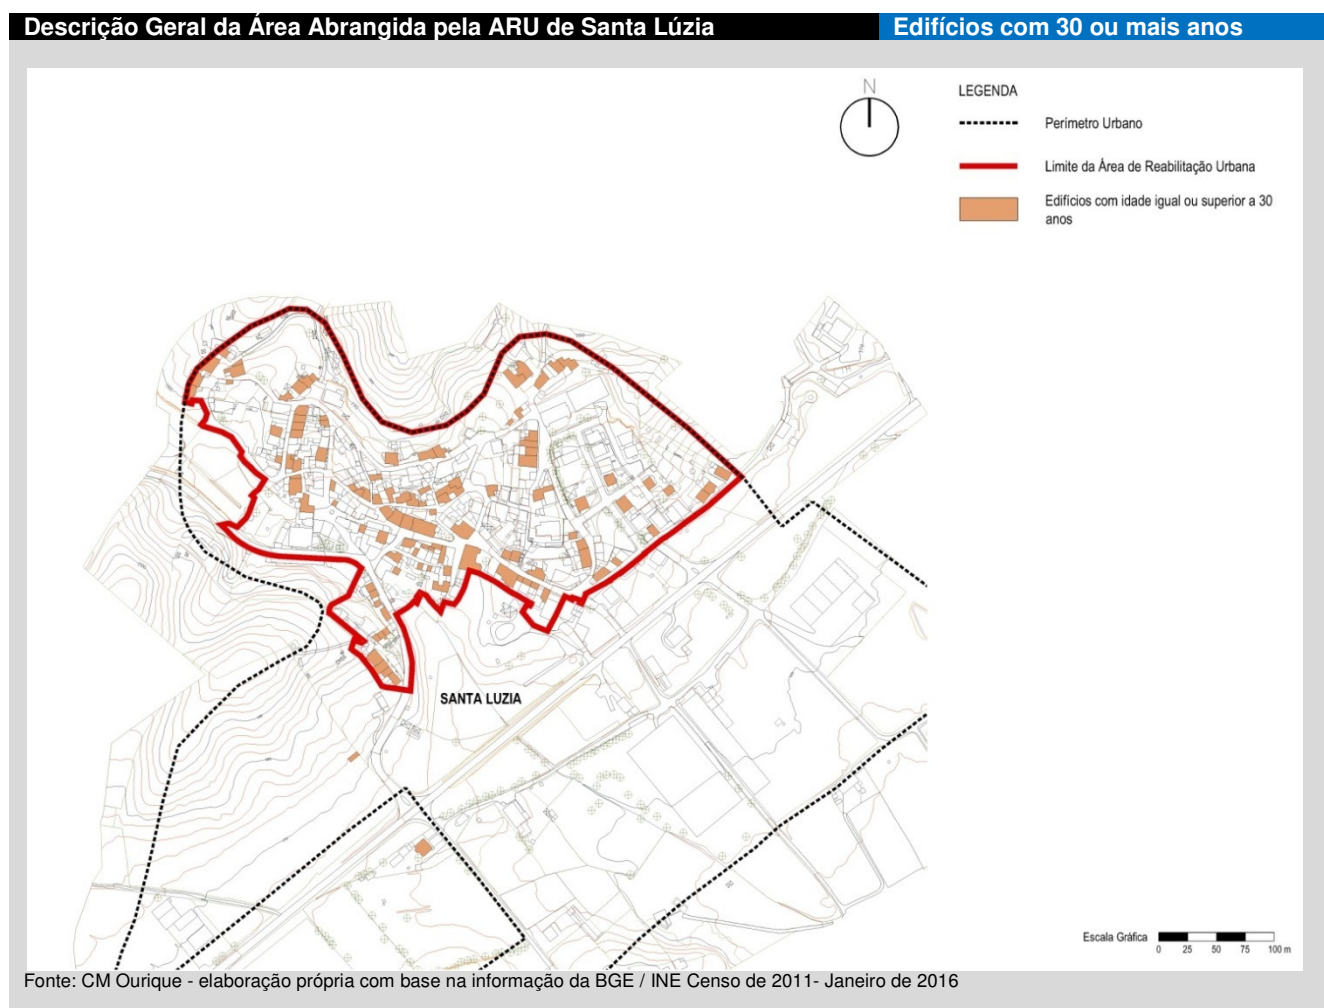 Descrição Geral da Área Abrangida pela ARU de Santa Lúzia
Edifícios com 30 ou mais anos
N
LEGENDA
Perímetro Urbano
Limite da Área de Reabilitação Urbana
Edifícios com idade igual ou superior a 30
anos
SANTA LUZIA
Escala Gráfica
0 25 50 75 100 m
Fonte: CM Ourique - elaboração própria com base na informação da BGE / INE Censo de 2011- Janeiro de 2016